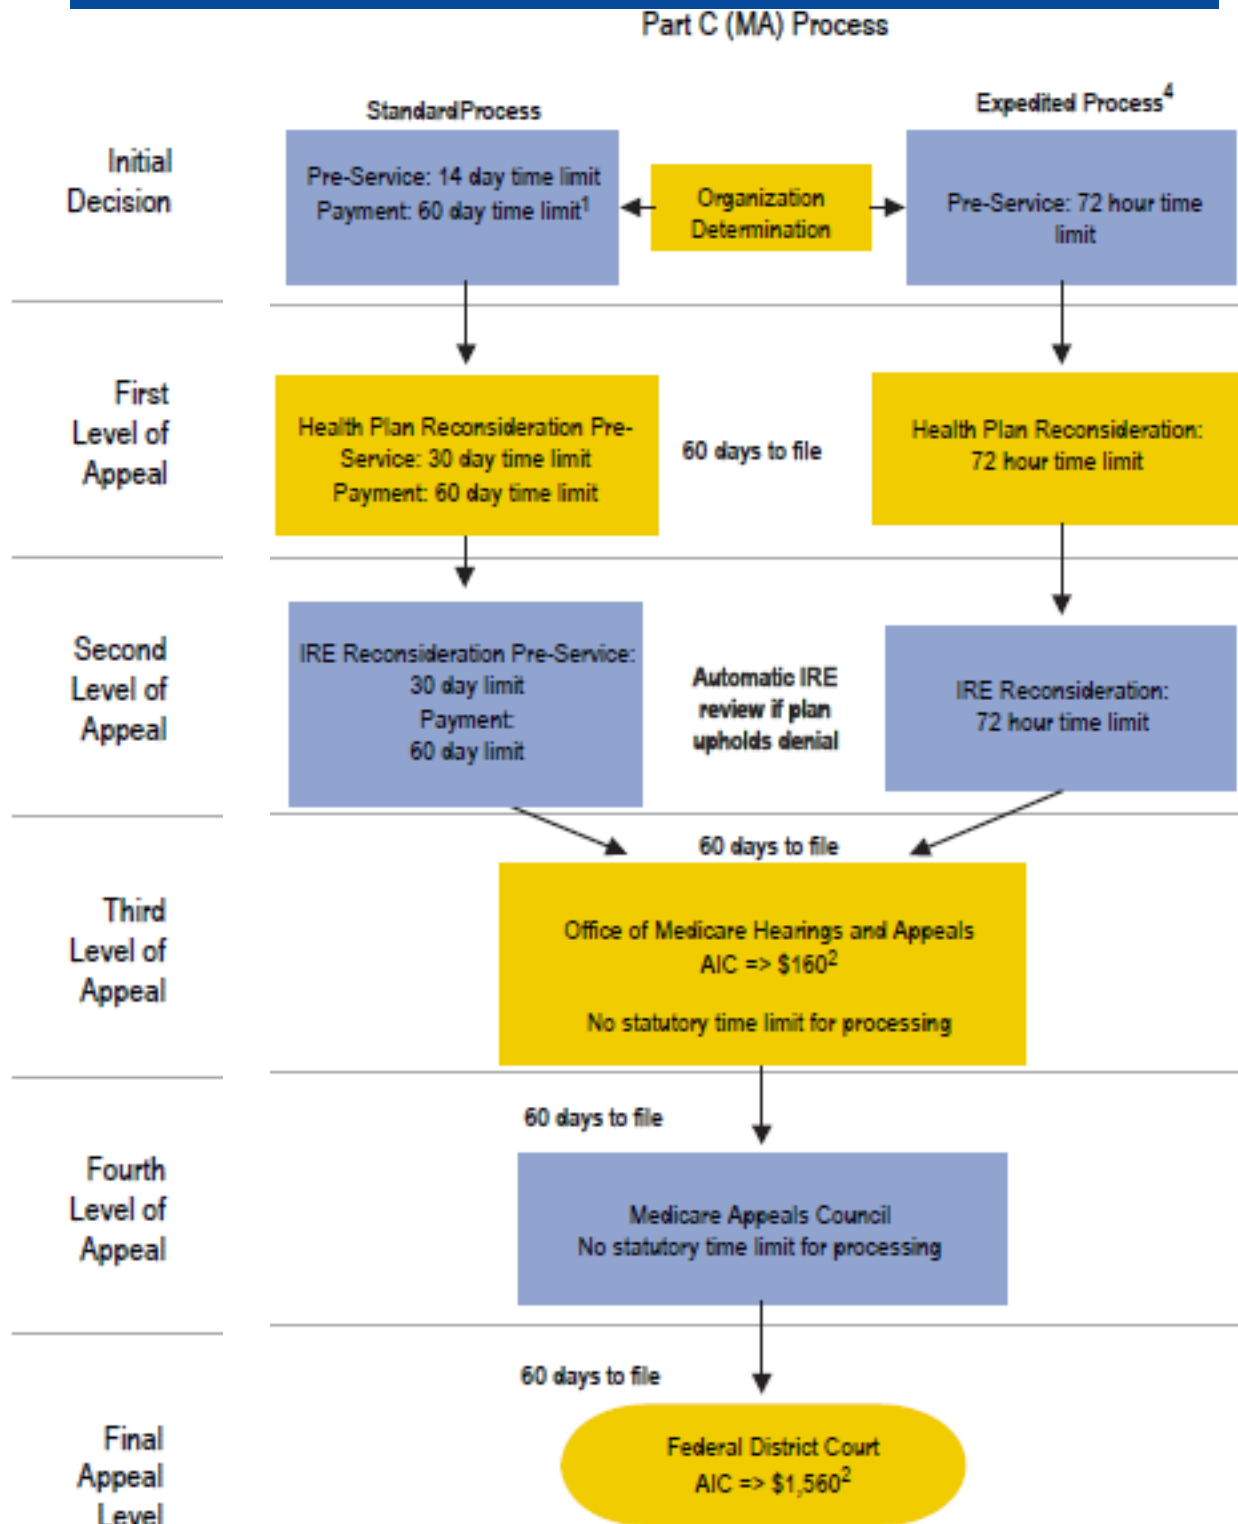 Part C (MA) Process
StandardProcess
Expedited Process4
Initial
Decision
Pre-Service: 14 day time limit
Payment: 60 day time limit1
Organization
Determination
Pre-Service: 72 hour time
limit
First
Level of
Appeal
Health Plan Reconsideration Pre-
Service: 30 day time limit
Payment: 60 day time limit
60 days to file
Health Plan Reconsideration:
72 hour time limit
Second
Level of
Appeal
IRE Reconsideration Pre-Service:
30 day limit
Payment:
60 day limit
Automatic IRE
review if plan
upholds denial
IRE Reconsideration:
72 hour time limit
60 days to file
Third
Level of
Appeal
Office of Medicare Hearings and Appeals
AIC => $1602
No statutory time limit for processing
60 days to file
Fourth
Level of
Appeal
Medicare Appeals Council
No statutory time limit for processing
60 days to file
Final
Appeal
Level
Federal District Court
AIC => $1,5602